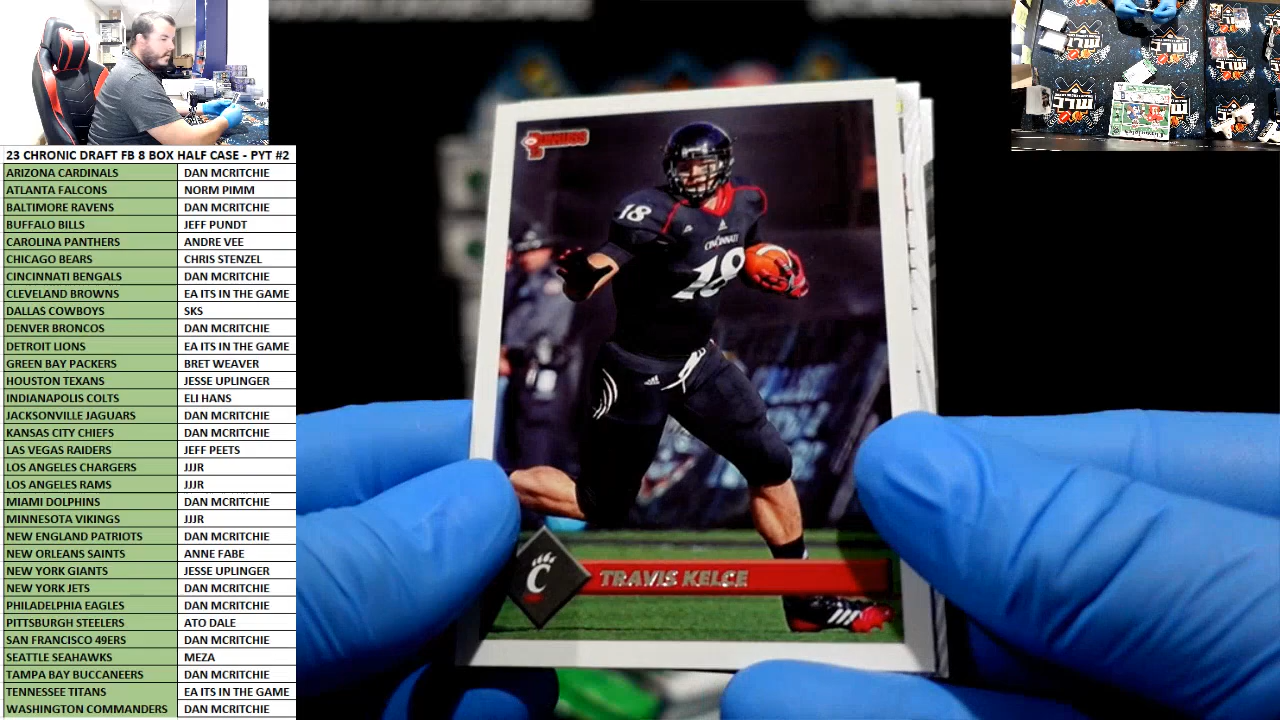 23 CHRONIC DRAFT FB 8 BOX HALF CASE - PYT #2
ARIZONA CARDINALS DAN MCRITCHIE
ATLANTA FALCONS NORM PIMM
BALTIMORE RAVENS DAN MCRITCHIE
BUFFALO BILLS JEFF PUNDT
CAROLINA PANTHERS ANDRE VEE
CHICAGO BEARS CHRIS STENZEL
CINCINNATI BENGALS DAN MCRITCHIE
CLEVELAND BROWNS EA ITS IN THE GAME
DALLAS COWBOYS SKS
DENVER BRONCOS DAN MCRITCHIE
DETROIT LIONS EA ITS IN THE GAME
GREEN BAY PACKERS BRET WEAVER
HOUSTON TEXANS JESSE UPLINGER
INDIANAPOLIS COLTS ELI HANS
JACKSONVILLE JAGUARS DAN MCRITCHIE
KANSAS CITY CHIEFS DAN MCRITCHIE
LAS VEGAS RAIDERS JEFF PEETS
LOS ANGELES CHARGERS JJJR
LOS ANGELES RAMS JJJR
MIAMI DOLPHINS DAN MCRITCHIE
MINNESOTA VIKINGS JJJR
NEW ENGLAND PATRIOTS DAN MCRITCHIE
NEW ORLEANS SAINTS ANNE FABE
NEW YORK GIANTS JESSE UPLINGER
NEW YORK JETS DAN MCRITCHIE
PHILADELPHIA EAGLES DAN MCRITCHIE
PITTSBURGH STEELERS ATO DALE
SAN FRANCISCO 49ERS DAN MCRITCHIE
SEATTLE SEAHAWKS MEZA
TAMPA BAY BUCCANEERS DAN MCRITCHIE
TENNESSEE TITANS EA ITS IN THE GAME
WASHINGTON COMMANDERS DAN MCRITCHIE
DONRUSS
18
CINCINNATI
18
C
TRAVIS KELCE